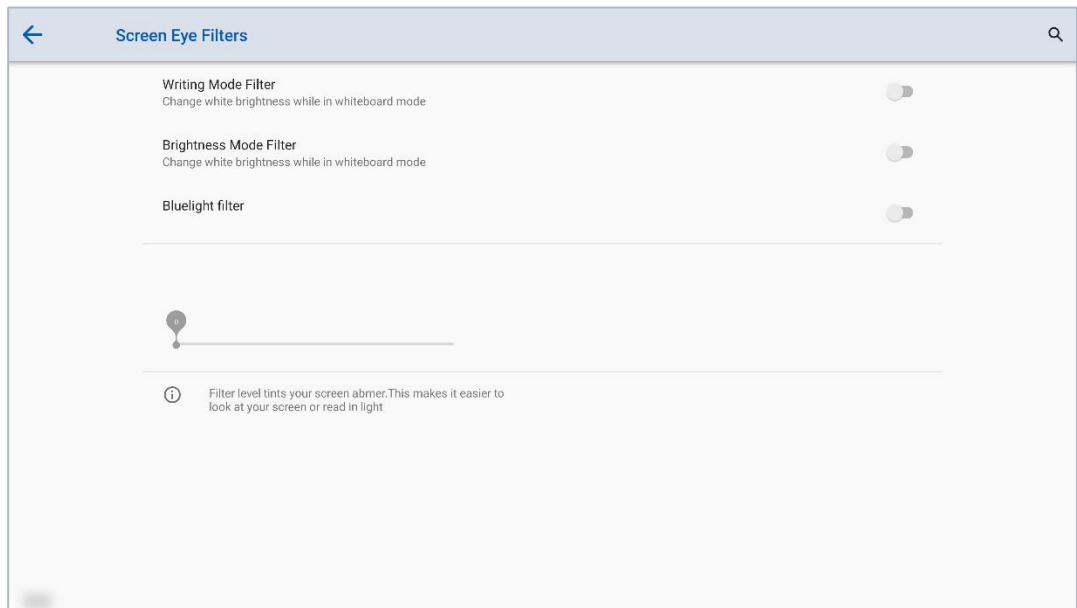 Screen Eye Filters
Writing Mode Filter
Change white brightness while in whiteboard mode
Brightness Mode Filter
Change white brightness while in whiteboard mode
Bluelight filter
0
Filter level tints your screen abmer.This makes it easier to
look at your screen or read in light